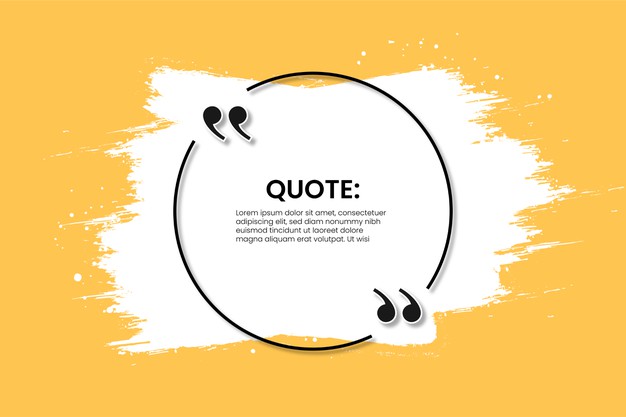 QUOTE:
Lorem ipsum dolor sit amet, consectetuer
adipiscing elit, sed diam nonummy nibh
euismod tincidunt ut laoreet dolore
magna aliquam erat volutpat. Ut wisi